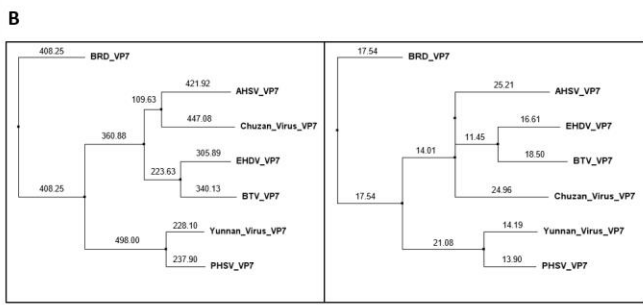 B
408.25
BRD_VP7
421.92
AHSV_VP7
109.63
447.08
Chuzan_Virus_VP7
360.88
305.89
EHDV_VP7
223.63
340.13
BTV_VP7
408.25
228.10
Yunnan_Virus_VP7
498.00
237.90
PHSV_VP7
17.54
BRD_VP7
25.21
AHSV_VP7
16.61
EHDV_VP7
11.45
18.50
BTV_VP7
14.01
24.96
Chuzan_Virus_VP7
17.54
14.19
Yunnan_Virus_VP7
21.08
13.90
PHSV_VP7